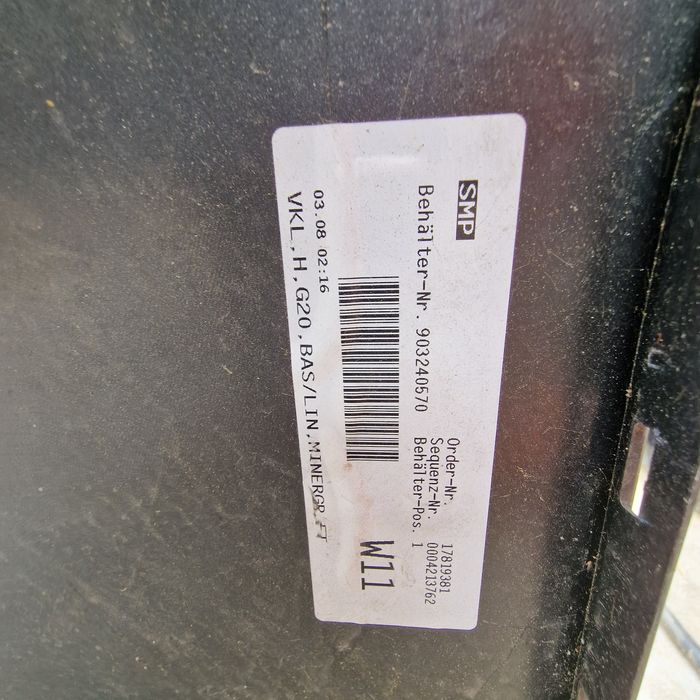 SMP
Behälter-Nr. 903240570
Order-Nr. 17819381
Sequenz-Nr. 0004213762
Behälter-Pos. 1
03.08 02:16
W11
VKL,H,G20,BAS/LIN,MINERGR,